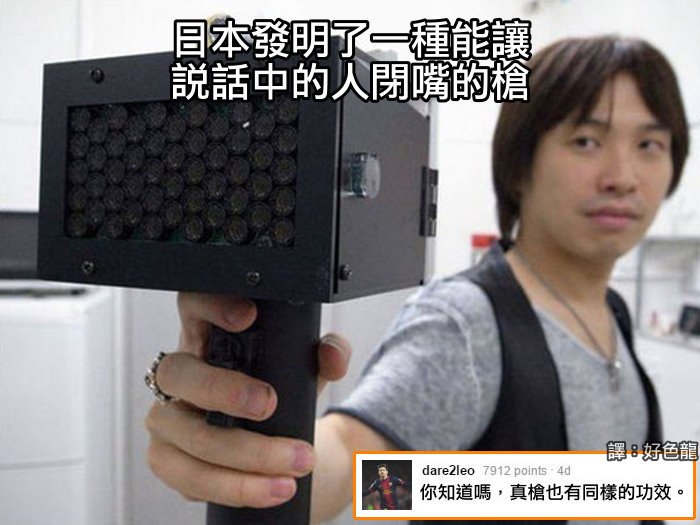 日本發明了一種能讓
説話中的人閉嘴的槍
譯：好色龍
dare2leo 7912 points · 4d
你知道嗎，真槍也有同樣的功效。